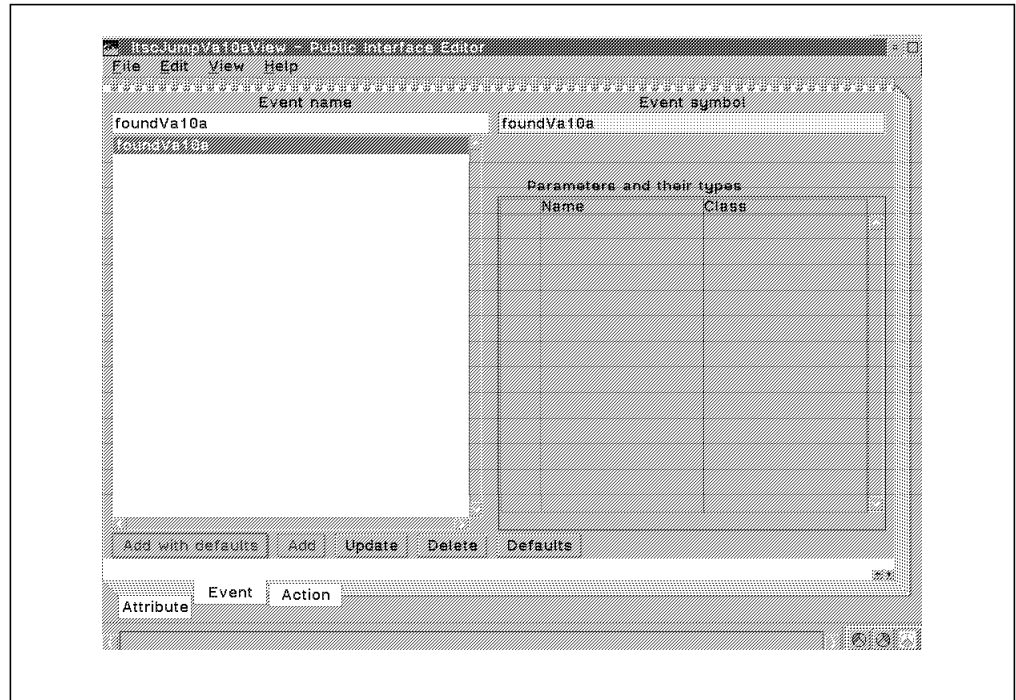 ItscJumpVa10aView - Public Interface Editor
File Edit View Help
Event name Event symbol
foundVa10a foundVa10a
foundVa10a
Parameters and their types
Name Class
Add with defaults Add Update Delete Defaults
Attribute Event Action